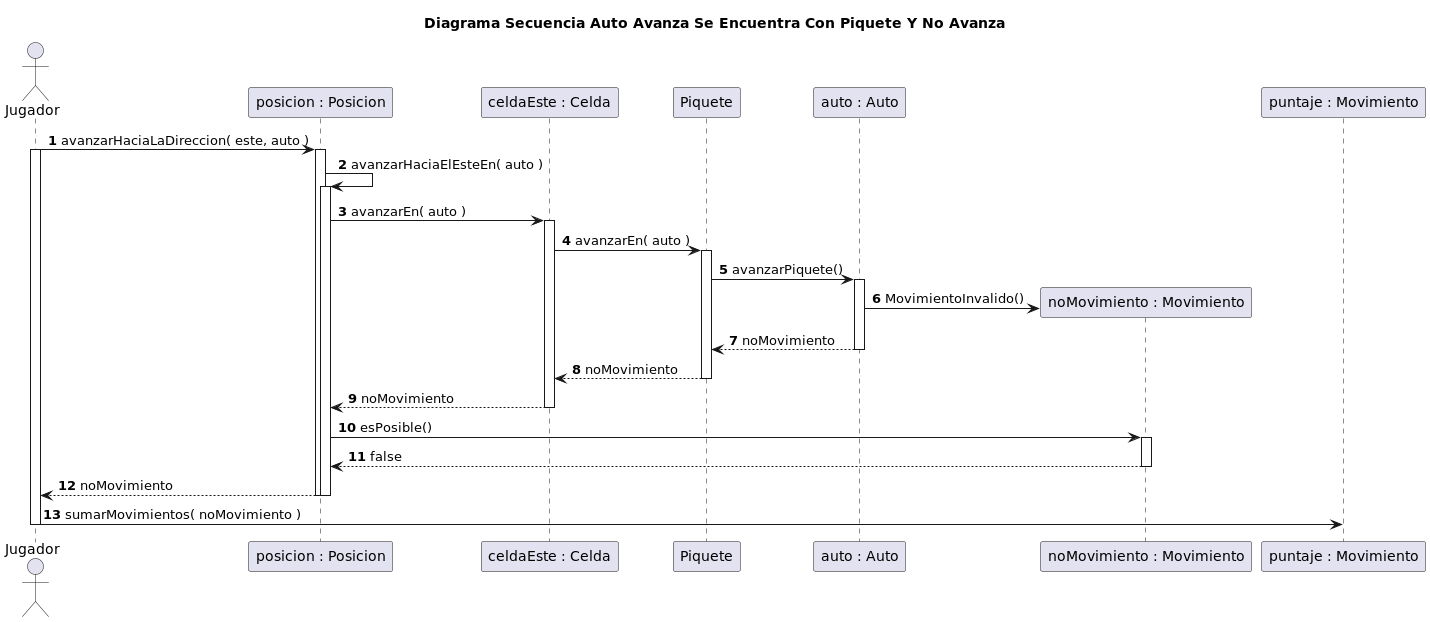 Diagrama Secuencia Auto Avanza Se Encuentra Con Piquete Y No Avanza
Jugador
posicion : Posicion
celdaEste : Celda
Piquete
auto : Auto
puntaje : Movimiento
1 avanzarHaciaLaDireccion( este, auto )
2 avanzarHaciaElEsteEn( auto )
3 avanzarEn( auto )
4 avanzarEn( auto )
5 avanzarPiquete()
6 MovimientoInvalido()
noMovimiento : Movimiento
7 noMovimiento
8 noMovimiento
9 noMovimiento
10 esPosible()
11 false
12 noMovimiento
13 sumarMovimientos( noMovimiento )
Jugador
posicion : Posicion
celdaEste : Celda
Piquete
auto : Auto
noMovimiento : Movimiento
puntaje : Movimiento